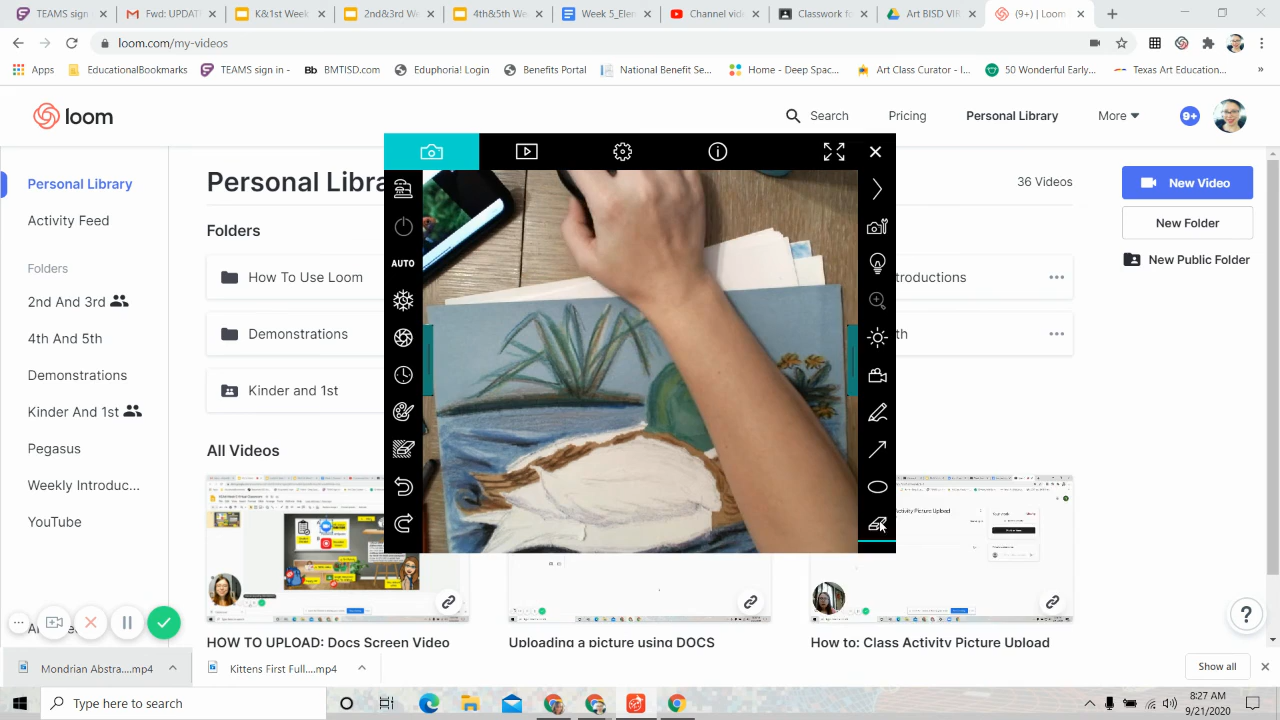 TEAMS sign i
Fwd: UPDAT
2nd&3rd We
4th&5th We
Week 5_Ele
Channel vide
Classwork fo
Art BISD VIR
(9+) | Loom
loom.com/my-videos
Apps
EducationalBookmarks
TEAMS sign in
Bb BMTISD.com
Eduphoria! Login
Benefits Portal
National Benefit Se...
Home - Deep Spac...
Art Class Curator - I...
50 Wonderful Early...
Texas Art Education...
loom
Search
Pricing
Personal Library
More
9+
Personal Library
Activity Feed
Folders
2nd And 3rd
4th And 5th
Demonstrations
Kinder And 1st
Pegasus
Weekly Introduc...
YouTube
Personal Libra
36 Videos
Folders
How To Use Loom
Demonstrations
Kinder and 1st
troductions
th
New Video
New Folder
New Public Folder
AUTO
All Videos
HOW TO UPLOAD: Docs Screen Video
Uploading a picture using DOCS
How to: Class Activity Picture Upload
?
Mondrian Abstra....mp4
Kittens First Full....mp4
Show all
Type here to search
8:27 AM
9/21/2020